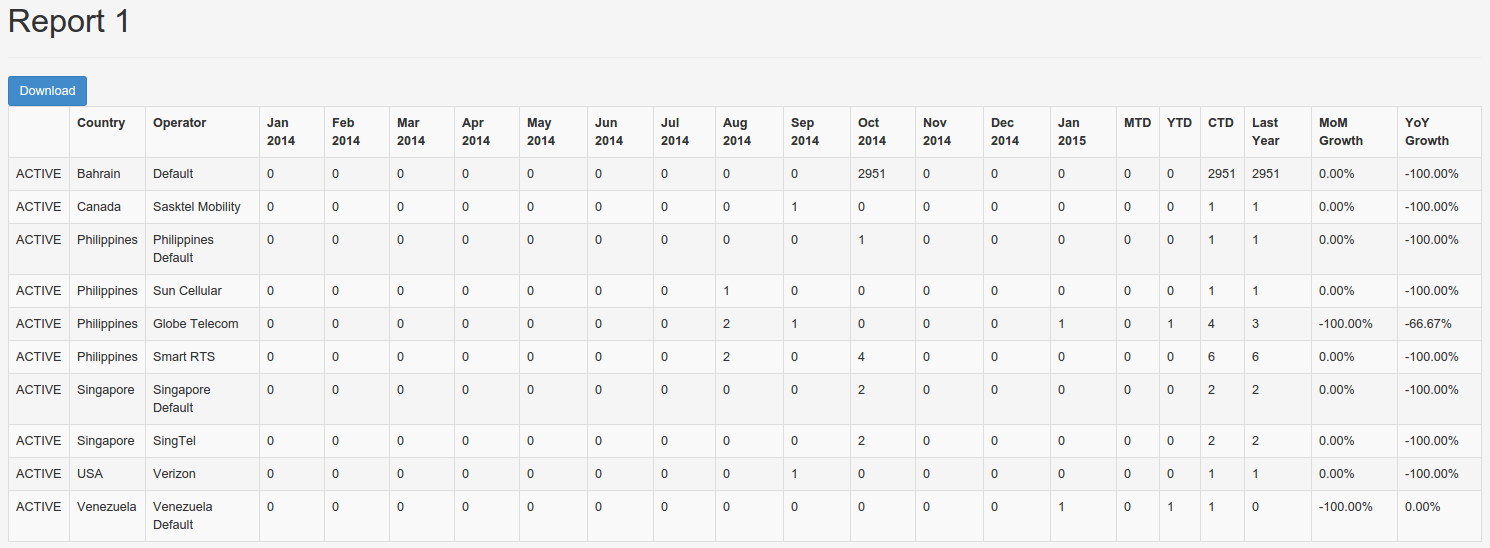 Report 1
Download
Country Operator Jan 2014 Feb 2014 Mar 2014 Apr 2014 May 2014 Jun 2014 Jul 2014 Aug 2014 Sep 2014 Oct 2014 Nov 2014 Dec 2014 Jan 2015 MTD YTD CTD Last Year MoM Growth YoY Growth
ACTIVE Bahrain Default 0 0 0 0 0 0 0 0 0 2951 0 0 0 0 0 2951 2951 0.00% -100.00%
ACTIVE Canada Sasktel Mobility 0 0 0 0 0 0 0 0 1 0 0 0 0 0 0 1 1 0.00% -100.00%
ACTIVE Philippines Philippines Default 0 0 0 0 0 0 0 0 0 1 0 0 0 0 0 1 1 0.00% -100.00%
ACTIVE Philippines Sun Cellular 0 0 0 0 0 0 0 1 0 0 0 0 0 0 0 1 1 0.00% -100.00%
ACTIVE Philippines Globe Telecom 0 0 0 0 0 0 0 2 1 0 0 0 1 0 1 4 3 -100.00% -66.67%
ACTIVE Philippines Smart RTS 0 0 0 0 0 0 0 2 0 4 0 0 0 0 0 6 6 0.00% -100.00%
ACTIVE Singapore Singapore Default 0 0 0 0 0 0 0 0 0 2 0 0 0 0 0 2 2 0.00% -100.00%
ACTIVE Singapore SingTel 0 0 0 0 0 0 0 0 0 2 0 0 0 0 0 2 2 0.00% -100.00%
ACTIVE USA Verizon 0 0 0 0 0 0 0 0 1 0 0 0 0 0 0 1 1 0.00% -100.00%
ACTIVE Venezuela Venezuela Default 0 0 0 0 0 0 0 0 0 0 0 0 1 0 1 1 0 -100.00% 0.00%